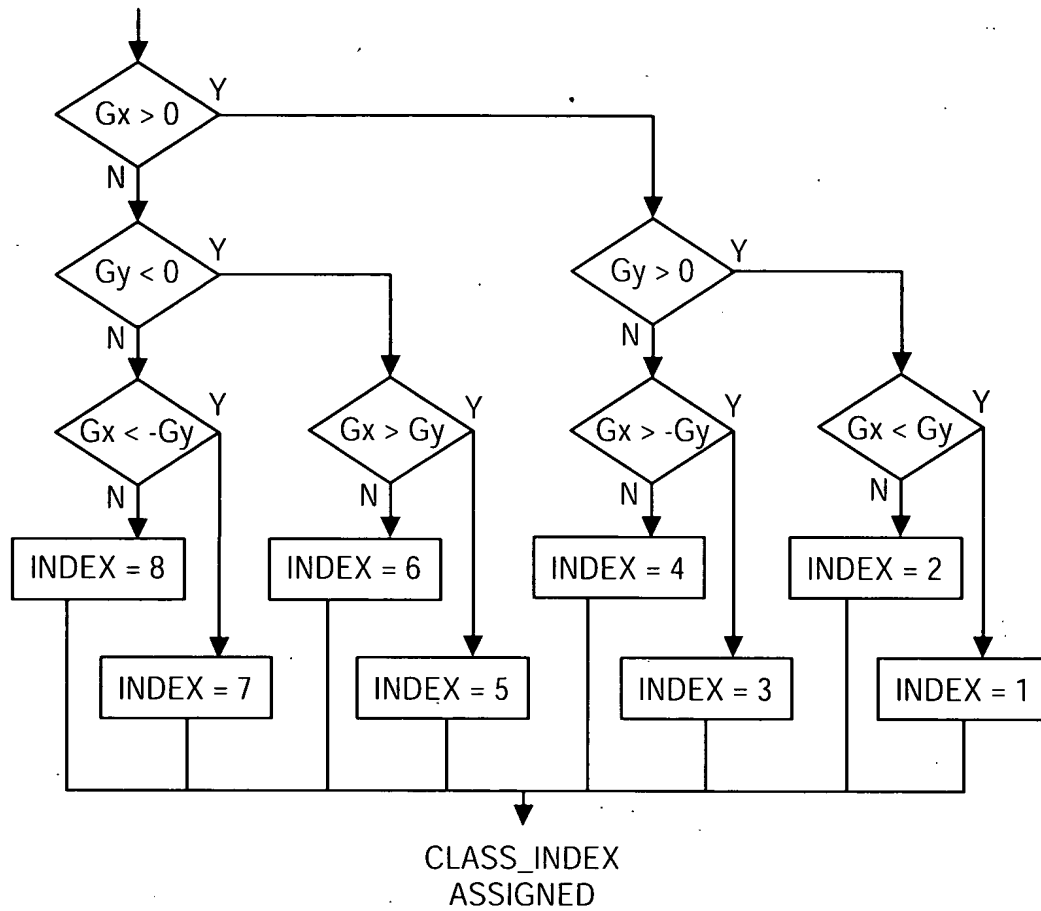 Y
Gx > 0
N
Y
Y
Gy < 0
Gy > 0
N
N
Y
Y
Y
Y
Gx < -Gy
Gx > Gy
Gx > -Gy
Gx < Gy
N
N
N
N
INDEX = 8
INDEX = 6
INDEX = 4
INDEX = 2
INDEX = 7
INDEX = 5
INDEX = 3
INDEX = 1
CLASS_INDEX
ASSIGNED